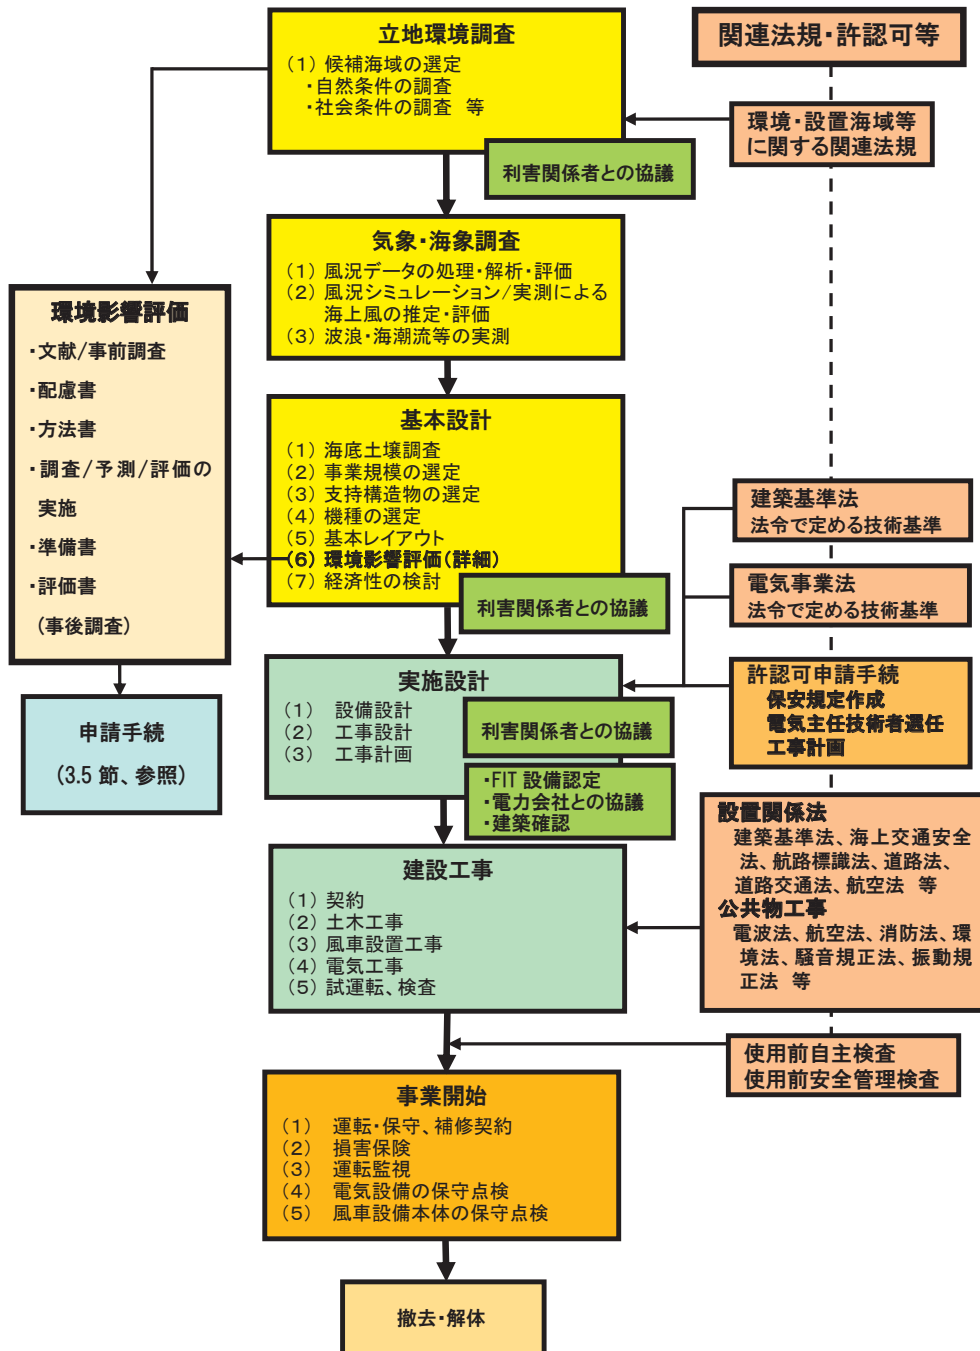 立地環境調査
(1) 候補海域の選定
・自然条件の調査
・社会条件の調査 等
利害関係者との協議
関連法規・許認可等
環境・設置海域等
に関する関連法規
気象・海象調査
(1) 風況データの処理・解析・評価
(2) 風況シミュレーション/実測による
海上風の推定・評価
(3) 波浪・海潮流等の実測
環境影響評価
・文献/事前調査
・配慮書
・方法書
・調査/予測/評価の
実施
・準備書
・評価書
(事後調査)
基本設計
(1) 海底土壌調査
(2) 事業規模の選定
(3) 支持構造物の選定
(4) 機種の選定
(5) 基本レイアウト
(6) 環境影響評価(詳細)
(7) 経済性の検討
利害関係者との協議
建築基準法
法令で定める技術基準
電気事業法
法令で定める技術基準
申請手続
(3.5 節、参照)
実施設計
(1) 設備設計
(2) 工事設計
(3) 工事計画
利害関係者との協議
・FIT 設備認定
・電力会社との協議
・建築確認
許認可申請手続
保安規定作成
電気主任技術者選任
工事計画
設置関係法
建築基準法、海上交通安全
法、航路標識法、道路法、
道路交通法、航空法 等
公共物工事
電波法、航空法、消防法、環
境法、騒音規正法、振動規
正法 等
建設工事
(1) 契約
(2) 土木工事
(3) 風車設置工事
(4) 電気工事
(5) 試運転、検査
使用前自主検査
使用前安全管理検査
事業開始
(1) 運転・保守、補修契約
(2) 損害保険
(3) 運転監視
(4) 電気設備の保守点検
(5) 風車設備本体の保守点検
撤去・解体